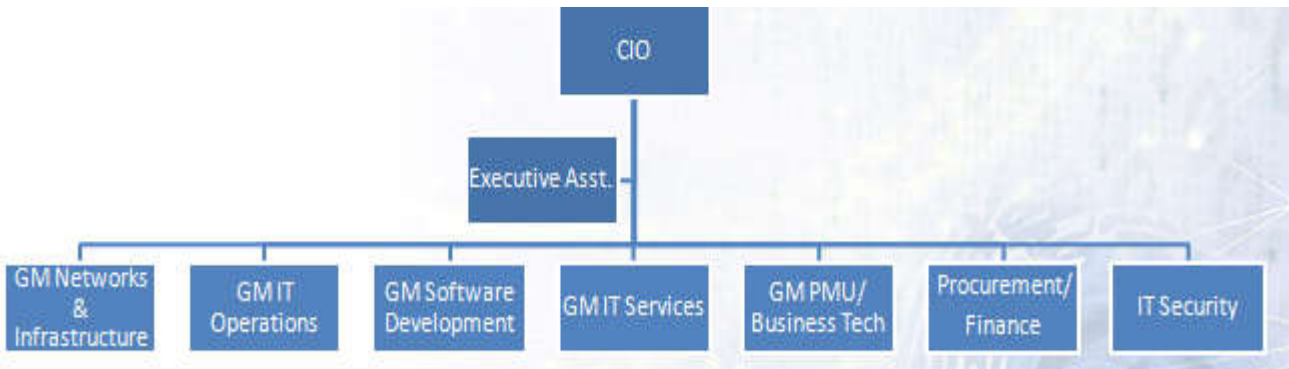 CIO
Executive Asst.
GM Networks
&
Infrastructure
GM IT
Operations
GM Software
Development
GM IT Services
GM PMU/
Business Tech
Procurement/
Finance
IT Security